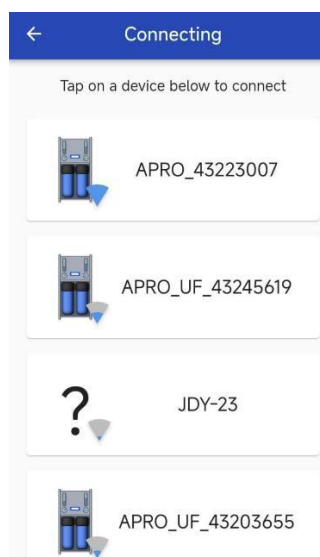 Connecting
Tap on a device below to connect
APRO_43223007
APRO_UF_43245619
?
JDY-23
APRO_UF_43203655